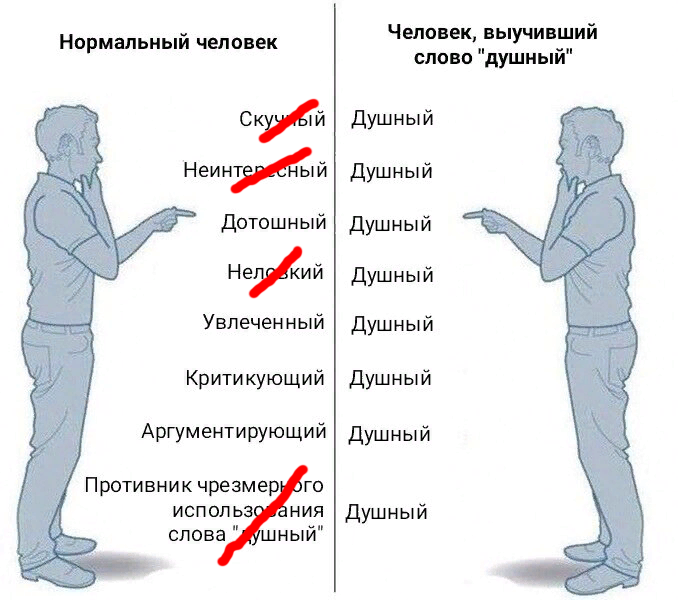 Нормальный человек
Человек, выучивший
слово "душный"
Скучный
Душный
Неинтересный
Душный
Дотошный
Душный
Неловкий
Душный
Увлеченный
Душный
Критикующий
Душный
Аргументирующий
Душный
Противник чрезмерного
использования
слова "душный"
Душный